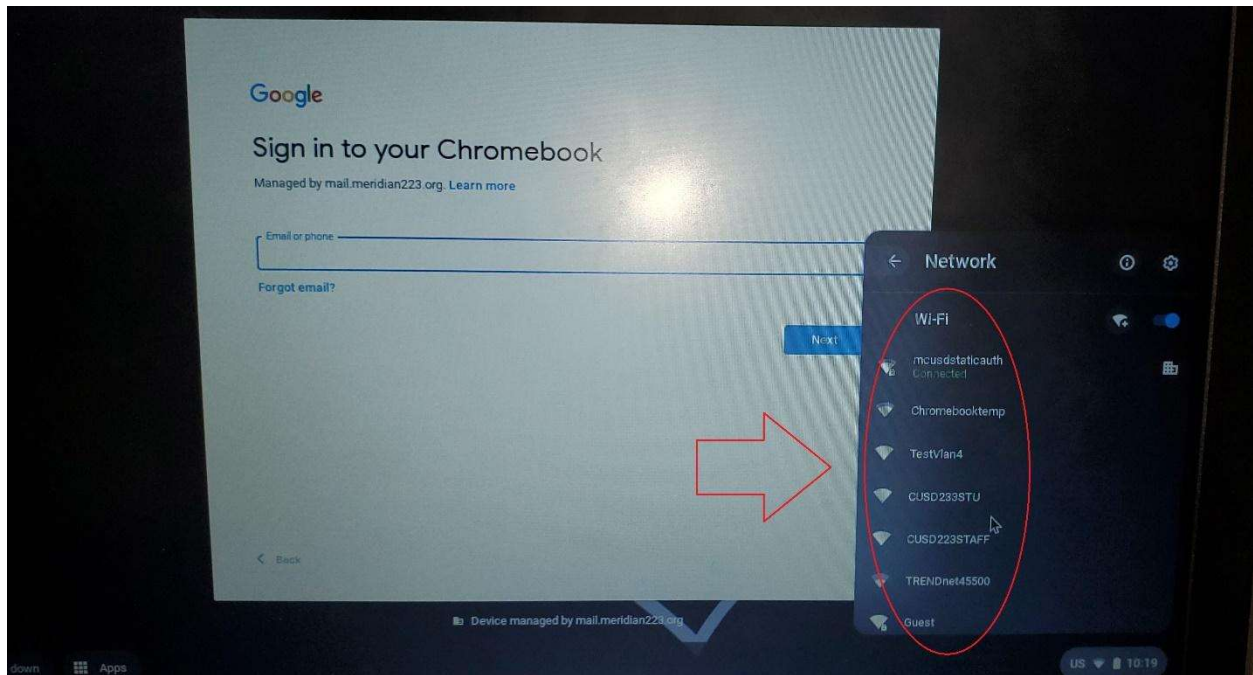 Google
Sign in to your Chromebook
Managed by mail.meridian223.org. Learn more
Email or phone
Forgot email?
Next
Back
Device managed by mail.meridian223.org
down Apps
Network
Wi-Fi
mcusdstaticauth
Connected
Chromebooktemp
TestVlan4
CUSD233STU
CUSD223STAFF
TRENDnet45500
Guest
US 10:19